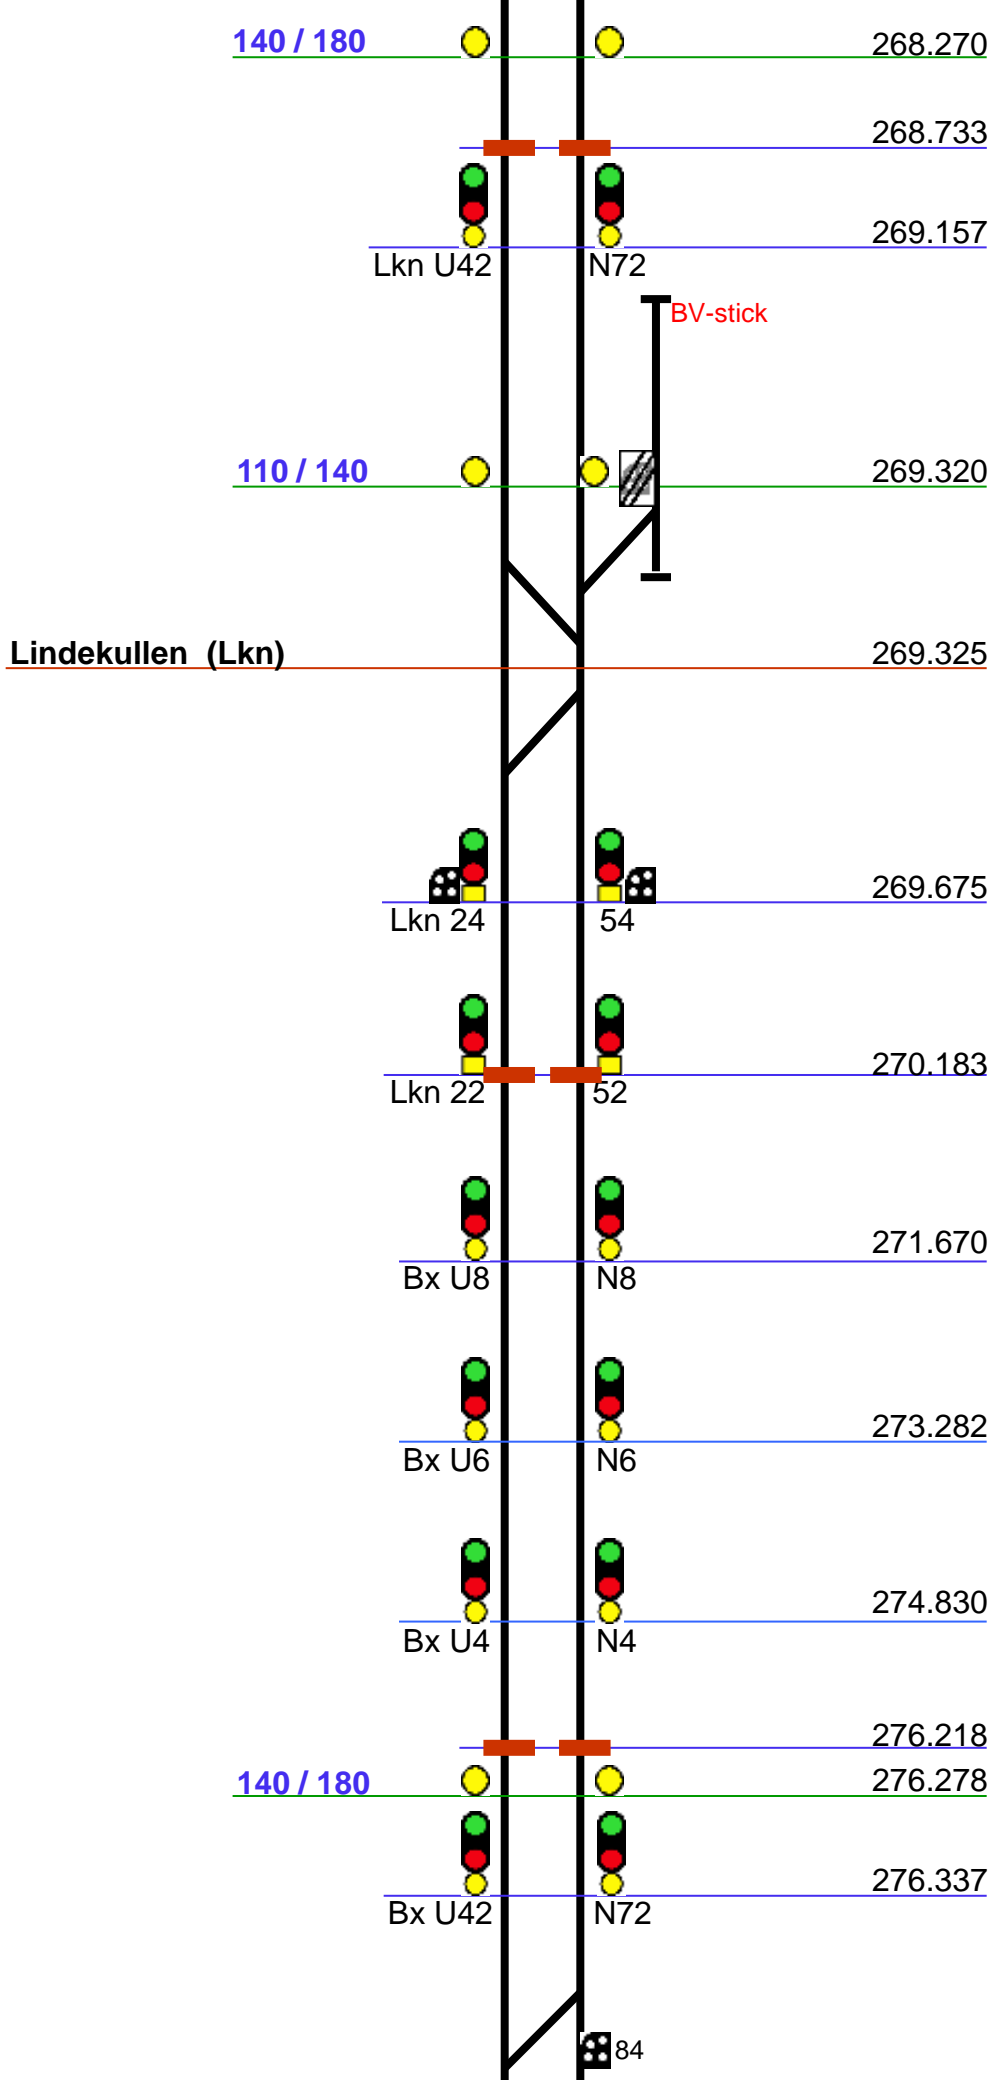 140 / 180 268.270
268.733
269.157
Lkn U42 N72
BV-stick
110 / 140 269.320
Lindekullen (Lkn) 269.325
269.675
Lkn 24 54
270.183
Lkn 22 52
271.670
Bx U8 N8
273.282
Bx U6 N6
274.830
Bx U4 N4
276.218
140 / 180 276.278
276.337
Bx U42 N72
84